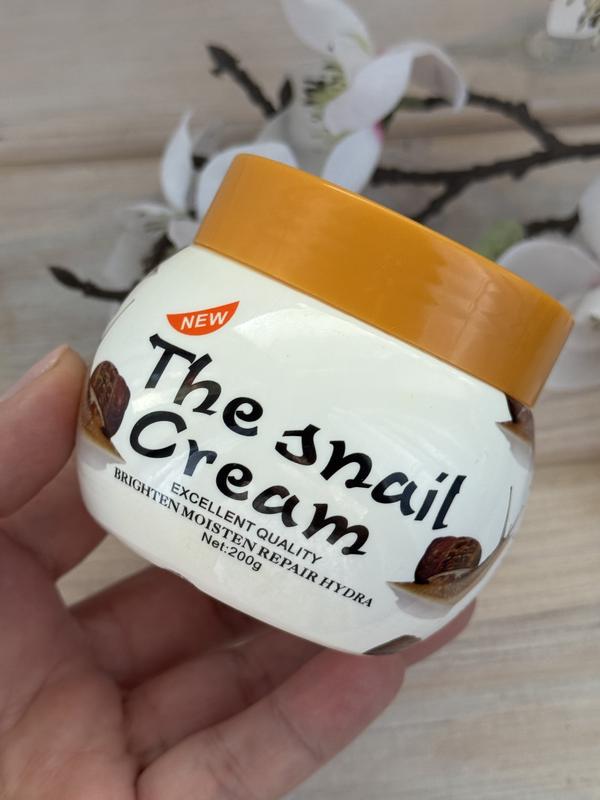 NEW
The snail
Cream
EXCELLENT QUALITY
BRIGHTEN MOISTEN REPAIR HYDRA
Net:200g